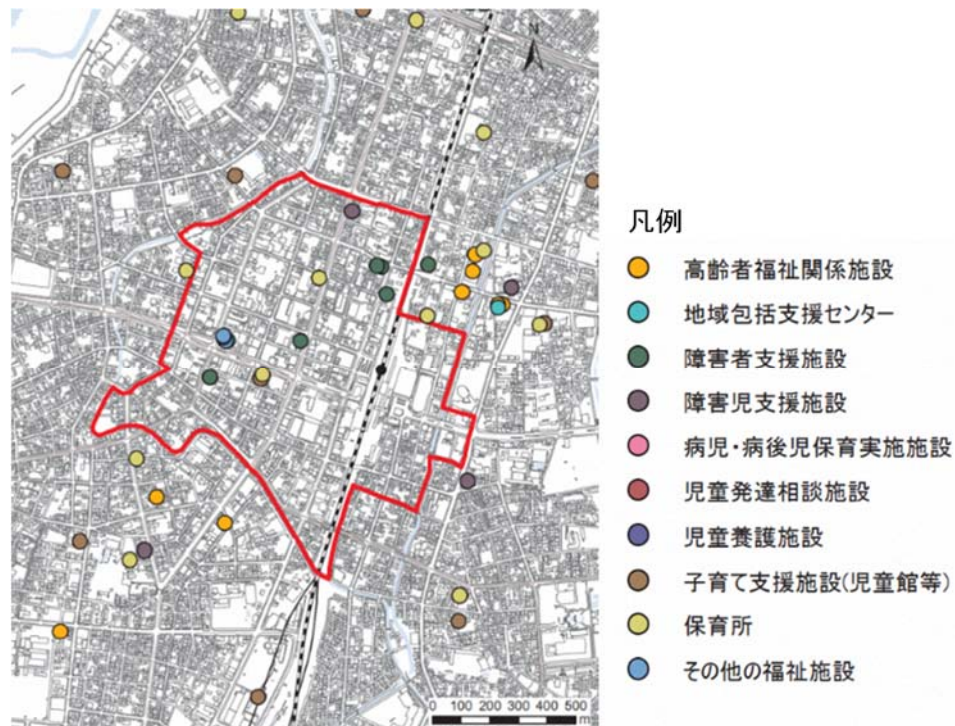 N
凡例
高齢者福祉関係施設
地域包括支援センター
障害者支援施設
障害児支援施設
病児・病後児保育実施施設
児童発達相談施設
児童養護施設
子育て支援施設(児童館等)
保育所
その他の福祉施設
0 100 200 300 400 500
m